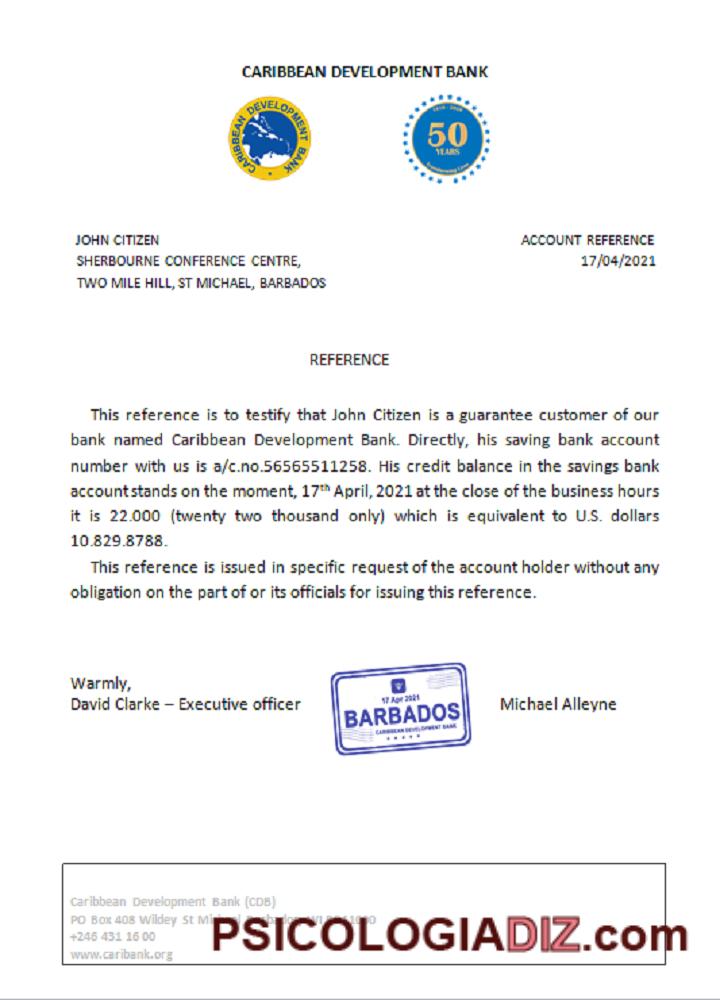 CARIBBEAN DEVELOPMENT BANK
CARIBBEAN DEVELOPMENT BANK
50
YEARS
JOHN CITIZEN
SHERBOURNE CONFERENCE CENTRE,
TWO MILE HILL, ST MICHAEL, BARBADOS
ACCOUNT REFERENCE
17/04/2021
REFERENCE
This reference is to testify that John Citizen is a guarantee customer of our
bank named Caribbean Development Bank. Directly, his saving bank account
number with us is a/c.no.56565511258. His credit balance in the savings bank
account stands on the moment, 17th April, 2021 at the close of the business hours
it is 22.000 (twenty two thousand only) which is equivalent to U.S. dollars
10.829.8788.
This reference is issued in specific request of the account holder without any
obligation on the part of or its officials for issuing this reference.
Warmly,
David Clarke – Executive officer
17 Apr 2021
BARBADOS
CARIBBEAN DEVELOPMENT BANK
Michael Alleyne
Caribbean Development Bank (CDB)
PO Box 408 Wildey St Michael Barbados WI
+246 431 16 00
www.caribank.org
PSICOLOGIADIZ.com